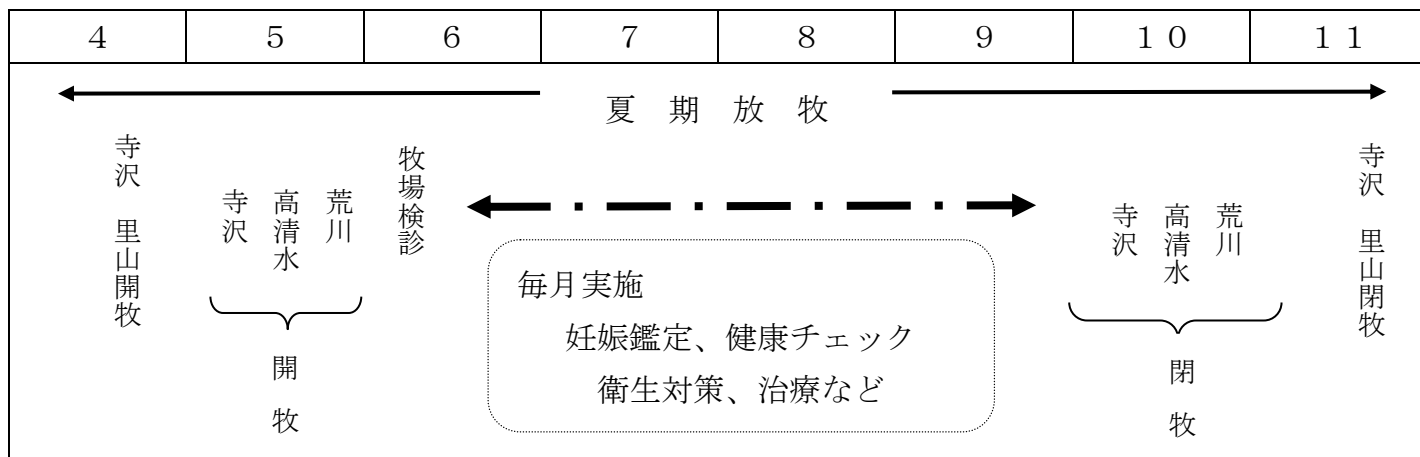 ４ ５ ６ ７ ８ ９ １０ １１
夏期放牧
寺沢 里山開牧
寺沢
高清水
荒川
開牧
牧場検診
毎月実施
妊娠鑑定、健康チェック
衛生対策、治療など
寺沢
高清水
荒川
閉牧
寺沢 里山閉牧